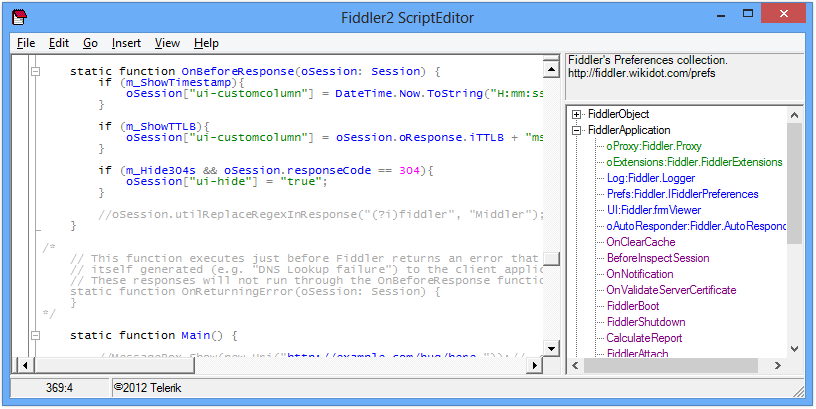 Fiddler2 ScriptEditor
File Edit Go Insert View Help
static function OnBeforeResponse(oSession: Session) {
if (m_ShowTimestamp){
oSession["ui-customcolumn"] = DateTime.Now.ToString("H:mm:ss
}
if (m_ShowTTLB){
oSession["ui-customcolumn"] = oSession.oResponse.iTTLB + "ms
}
if (m_Hide304s && oSession.responseCode == 304){
oSession["ui-hide"] = "true";
}
//oSession.utilReplaceRegexInResponse("(?i)fiddler", "Middler");
}
/*
// This function executes just before Fiddler returns an error that
// itself generated (e.g. "DNS Lookup failure") to the client applic
// These responses will not run through the OnBeforeResponse functio
static function OnReturningError(oSession: Session) {
}
*/
static function Main() {
Fiddler's Preferences collection.
http://fiddler.wikidot.com/prefs
FiddlerObject
FiddlerApplication
oProxy:Fiddler.Proxy
oExtensions:Fiddler.FiddlerExtensions
Log:Fiddler.Logger
Prefs:Fiddler.IFiddlerPreferences
UI:Fiddler.frmViewer
oAutoResponder:Fiddler.AutoRespond
OnClearCache
BeforeInspectSession
OnNotification
OnValidateServerCertificate
FiddlerBoot
FiddlerShutdown
CalculateReport
FiddlerAttach
369:4
©2012 Telerik